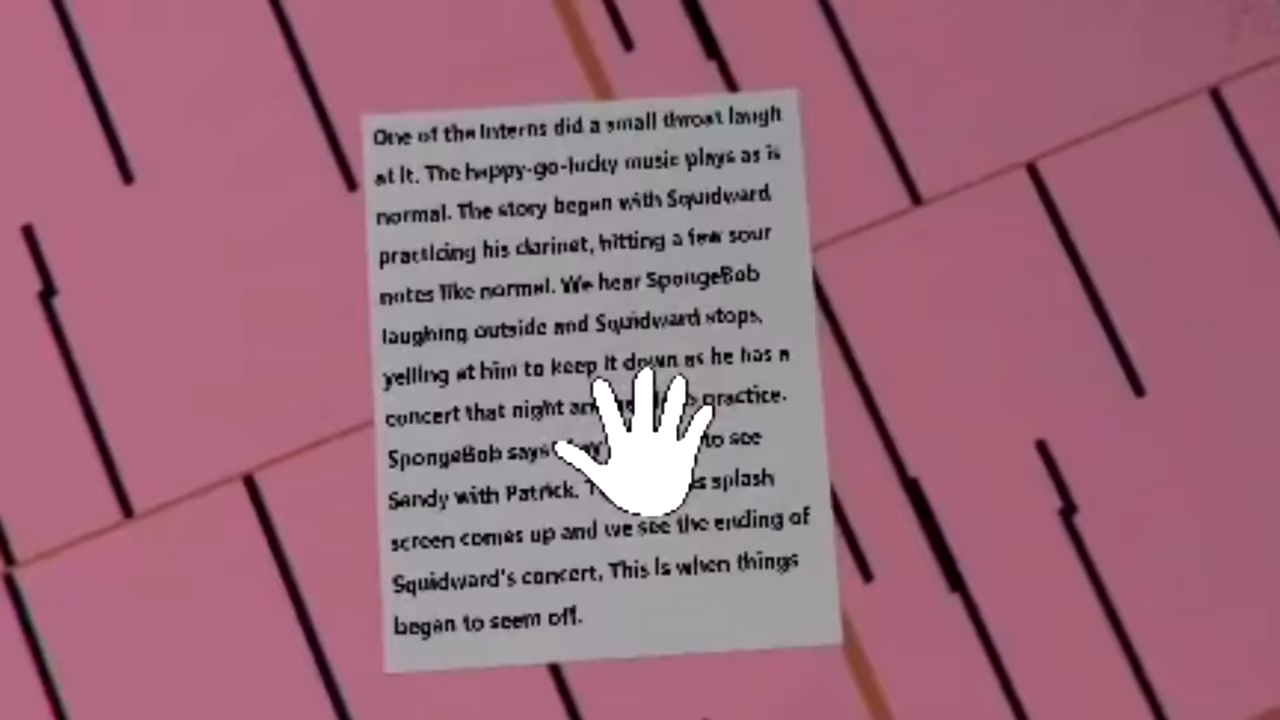 One of the interns did a small throat laugh
at it. The happy-go-lucky music plays as is
normal. The story began with Squidward
practicing his clarinet, hitting a few sour
notes like normal. We hear SpongeBob
laughing outside and Squidward stops,
yelling at him to keep it down as he has a
concert that night practice.
SpongeBob says to see
Sandy with Patrick. splash
screen comes up and we see the ending of
Squidward's concert. This is when things
began to seem off.